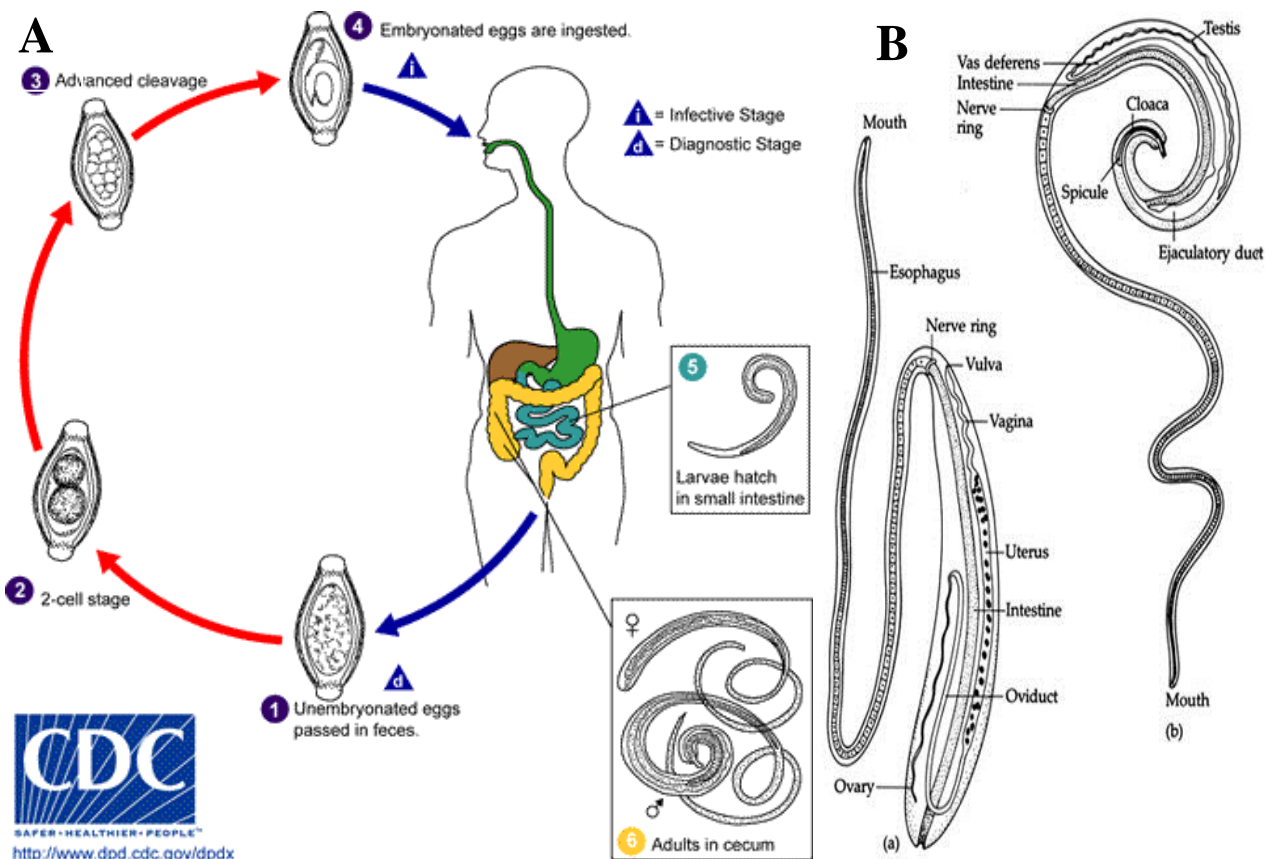 A
4 Embryonated eggs are ingested.
3 Advanced cleavage
i
i = Infective Stage
d = Diagnostic Stage
5
Larvae hatch
in small intestine
2 2-cell stage
d
1 Unembryonated eggs
passed in feces.
♀
♂
6 Adults in cecum
CDC
SAFER•HEALTHIER•PEOPLE™
http://www.dpd.cdc.gov/dpdx
B
Mouth
Esophagus
Nerve ring
Vulva
Vagina
Uterus
Intestine
Oviduct
Ovary
(a)
Testis
Vas deferens
Intestine
Nerve
ring
Cloaca
Spicule
Ejaculatory duct
Mouth
(b)